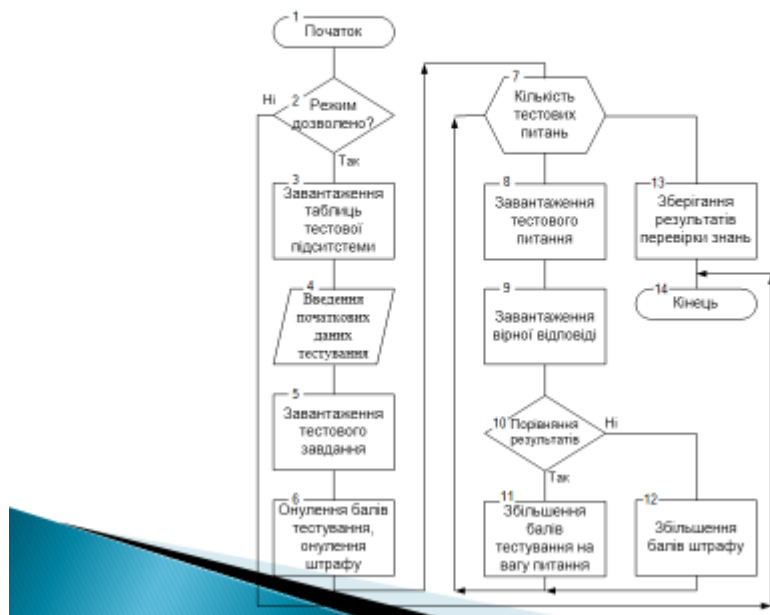 1
Початок
Ні
2
Режим
дозволено?
Так
3
Завантаження
таблиць
тестової
підситстеми
4
Введення
початкових
даних
тестування
5
Завантаження
тестового
завдання
6
Онулення балів
тестування,
онулення
штрафу
7
Кількість
тестових
питань
8
Завантаження
тестового
питання
9
Завантаження
вірної відповіді
10
Порівняння
результатів
Ні
Так
11
Збільшення
балів
тестування на
вагу питання
12
Збільшення
балів штрафу
13
Зберігання
результатів
перевірки знань
14
Кінець